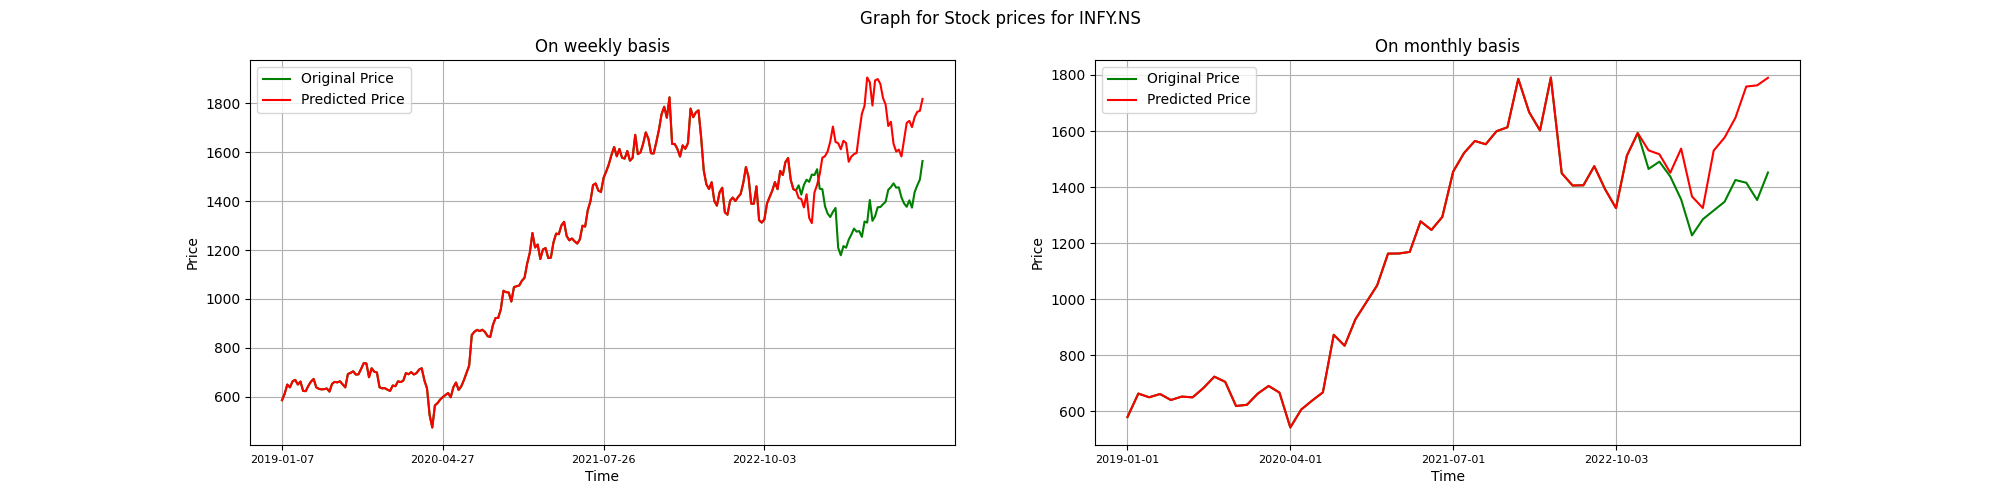 Graph for Stock prices for INFY.NS
On weekly basis
Original Price
Predicted Price
1800
1600
1400
1200
1000
800
600
Price
2019-01-07
2020-04-27
2021-07-26
2022-10-03
Time
On monthly basis
Original Price
Predicted Price
1800
1600
1400
1200
1000
800
600
Price
2019-01-01
2020-04-01
2021-07-01
2022-10-03
Time